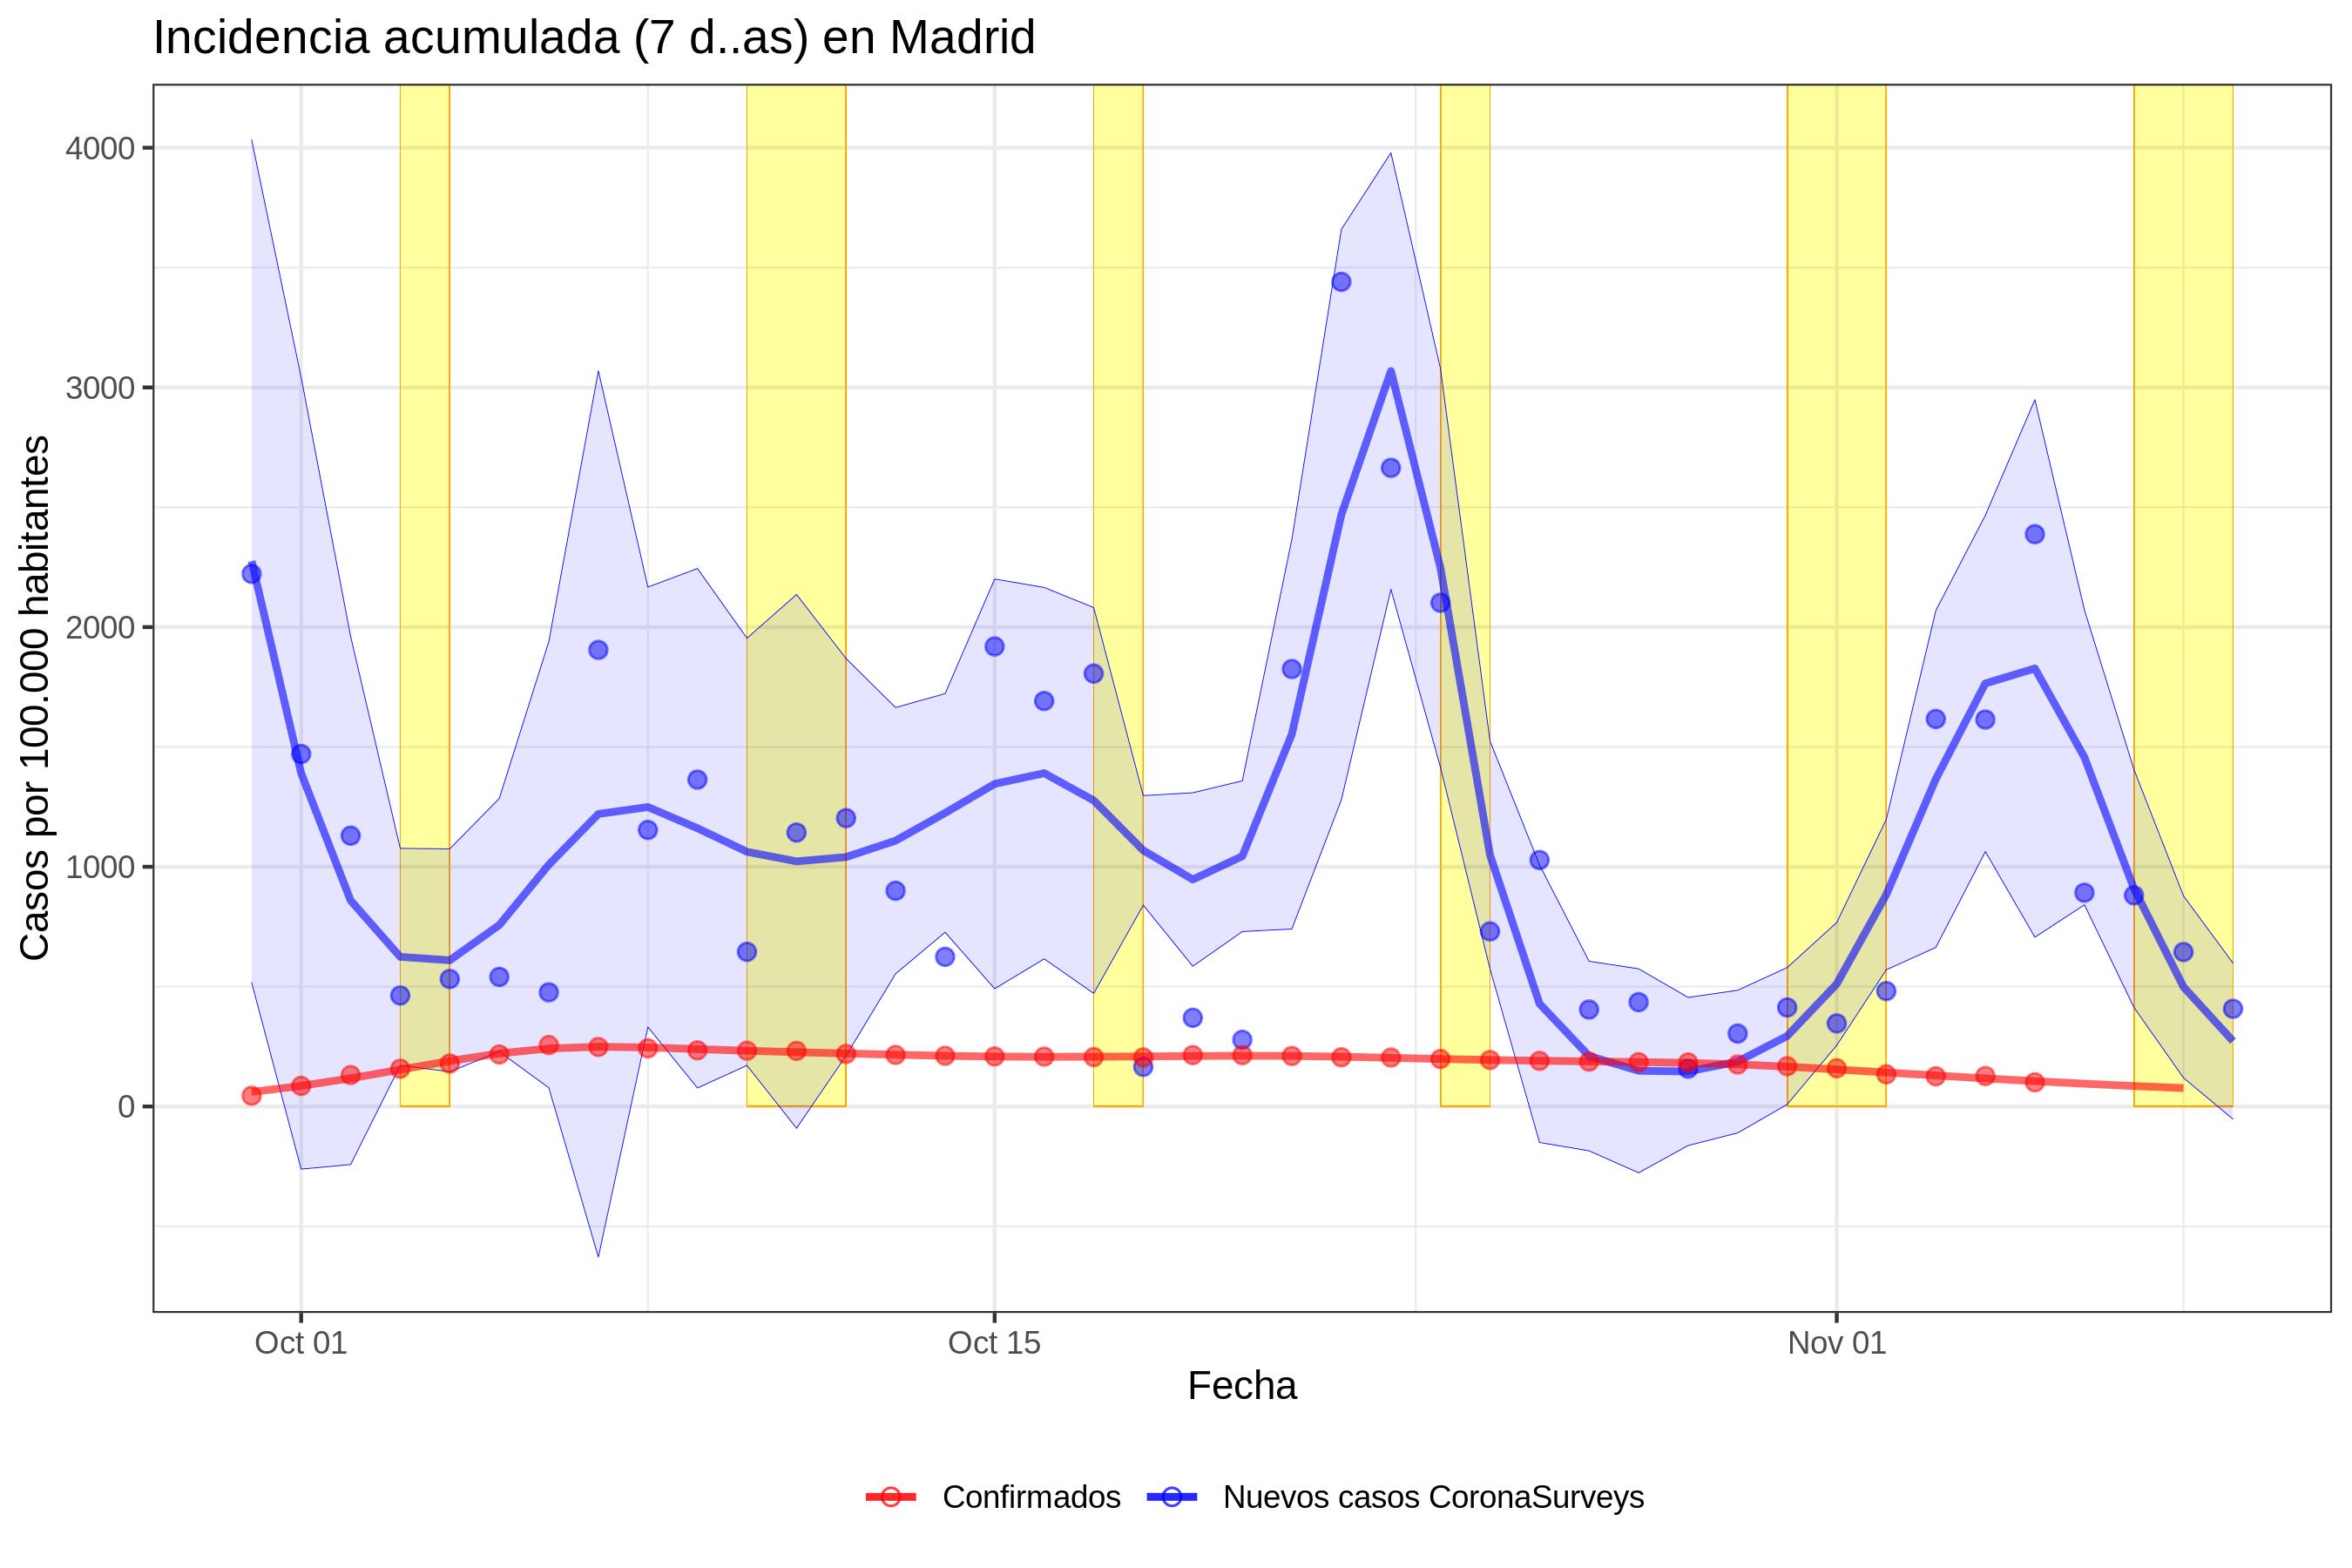 Incidencia acumulada (7 d..as) en Madrid
Casos por 100.000 habitantes
4000
3000
2000
1000
0
Oct 01 Oct 15 Nov 01
Fecha
Confirmados Nuevos casos CoronaSurveys